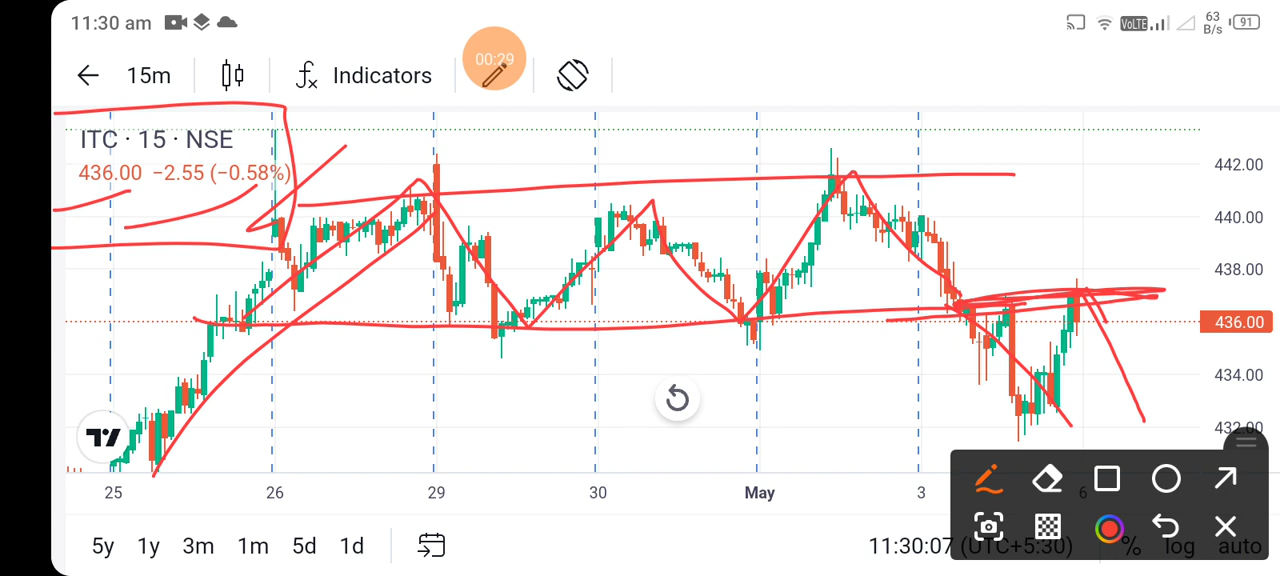 11:30 am
VoLTE 63 B/s 91
00:29
15m Indicators
ITC · 15 · NSE
436.00 −2.55 (−0.58%)
442.00
440.00
438.00
436.00
434.00
432.00
25 26 29 30 May 3 6
5y 1y 3m 1m 5d 1d
11:30:07 (UTC+5:30) % log auto